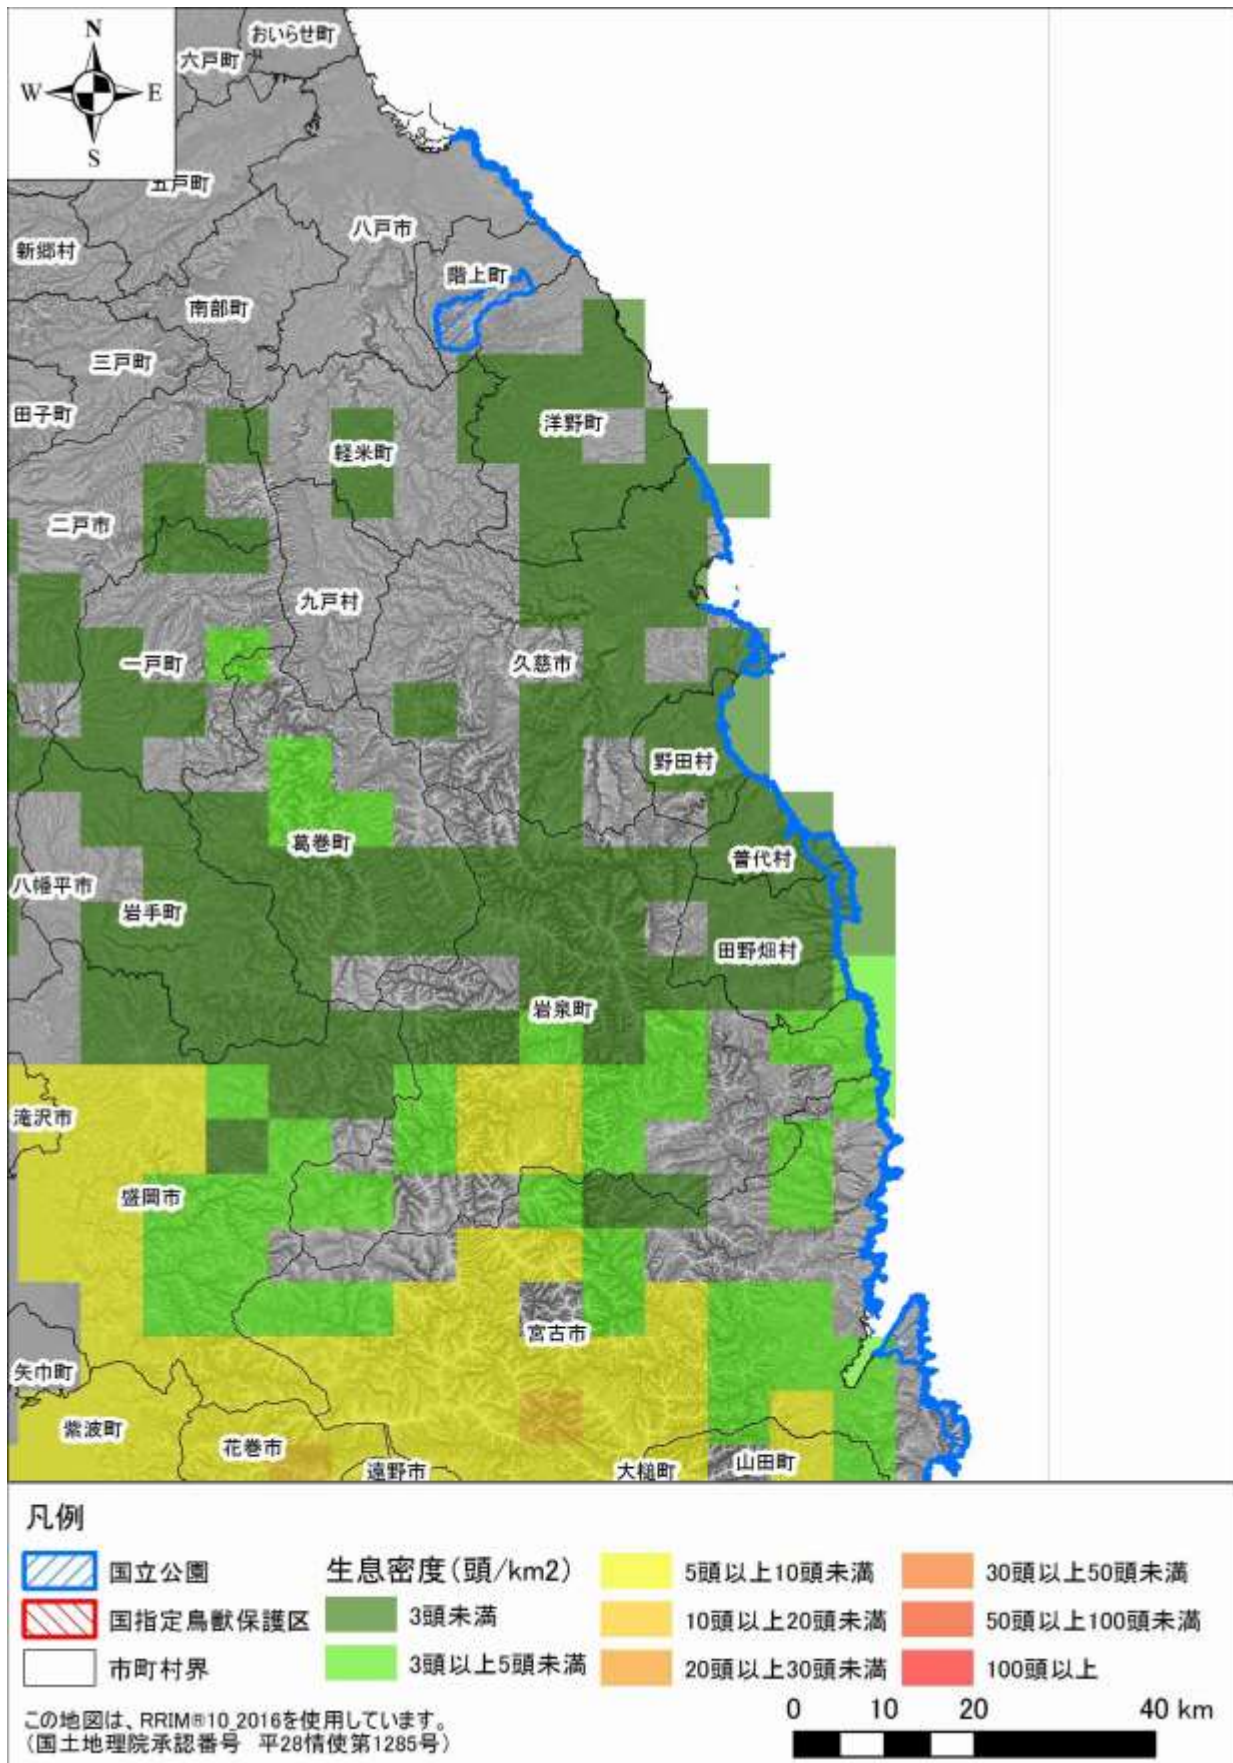 N
W E
S
おいらせ町
六戸町
五戸町
八戸市
新郷村
階上町
南部町
三戸町
田子町
洋野町
軽米町
二戸市
九戸村
一戸町
久慈市
野田村
葛巻町
普代村
八幡平市
岩手町
田野畑村
岩泉町
滝沢市
盛岡市
宮古市
矢巾町
紫波町
花巻市
遠野市
大槌町
山田町
凡例
国立公園
国指定鳥獣保護区
市町村界
生息密度(頭/km2)
3頭未満
3頭以上5頭未満
5頭以上10頭未満
10頭以上20頭未満
20頭以上30頭未満
30頭以上50頭未満
50頭以上100頭未満
100頭以上
この地図は、RRIM®10_2016を使用しています。
(国土地理院承認番号 平28情使第1285号)
0 10 20 40 km